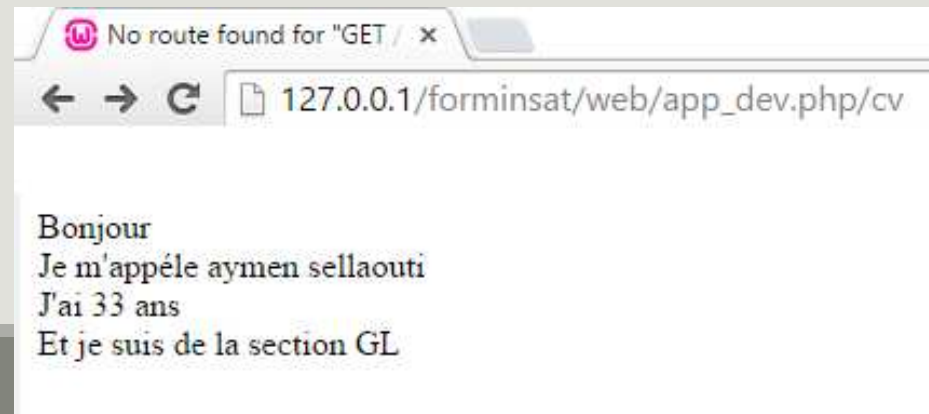 No route found for "GET /
127.0.0.1/forminsat/web/app_dev.php/cv
Bonjour
Je m'appéle aymen sellaouti
J'ai 33 ans
Et je suis de la section GL